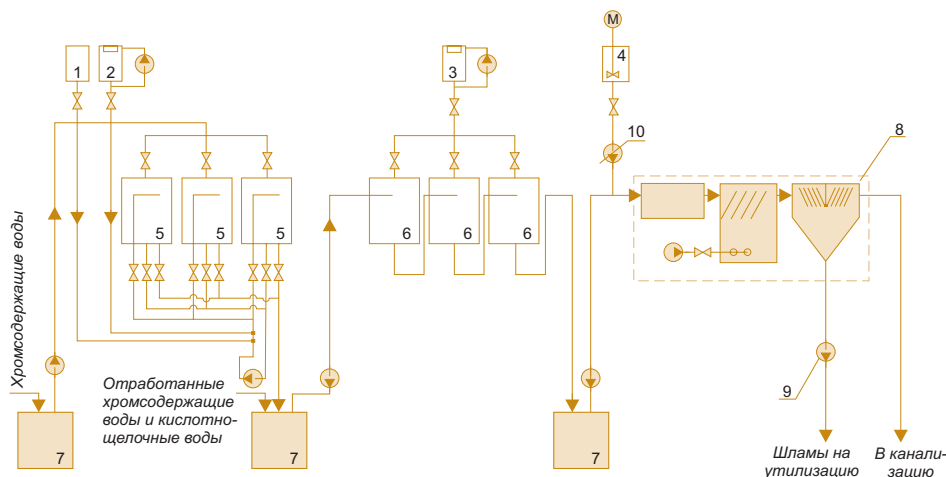 M
1
2
3
4
10
8
5
5
5
6
6
6
Хромсодержащие воды
Отработанные
хромсодержащие
воды и кислотно-
щелочные воды
9
7
7
7
Шламы на
утилизацию
В канали-
зацию